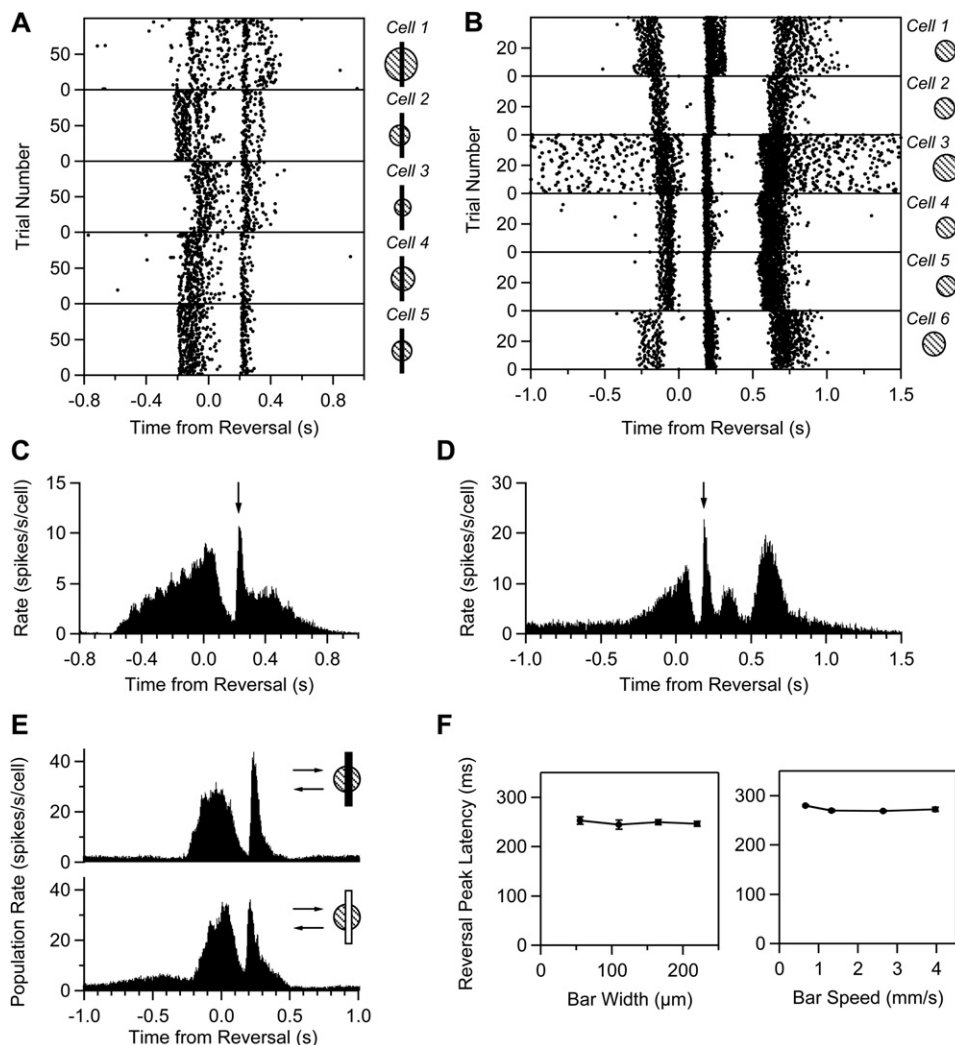 A
B
Cell 1
Cell 2
Cell 3
Cell 4
Cell 5
50
0
50
0
50
0
50
0
50
0
Trial Number
-0.8
-0.4
0.0
0.4
0.8
Time from Reversal (s)
Cell 1
Cell 2
Cell 3
Cell 4
Cell 5
Cell 6
20
0
20
0
20
0
20
0
20
0
20
0
Trial Number
-1.0
-0.5
0.0
0.5
1.0
1.5
Time from Reversal (s)
C
D
15
10
5
0
Rate (spikes/s/cell)
-0.8
-0.4
0.0
0.4
0.8
Time from Reversal (s)
30
20
10
0
Rate (spikes/s/cell)
-1.0
-0.5
0.0
0.5
1.0
1.5
Time from Reversal (s)
E
F
40
20
0
40
20
0
Population Rate (spikes/s/cell)
-1.0
-0.5
0.0
0.5
1.0
Time from Reversal (s)
Reversal Peak Latency (ms)
300
200
100
0
0
100
200
Bar Width (µm)
300
200
100
0
0
1
2
3
4
Bar Speed (mm/s)